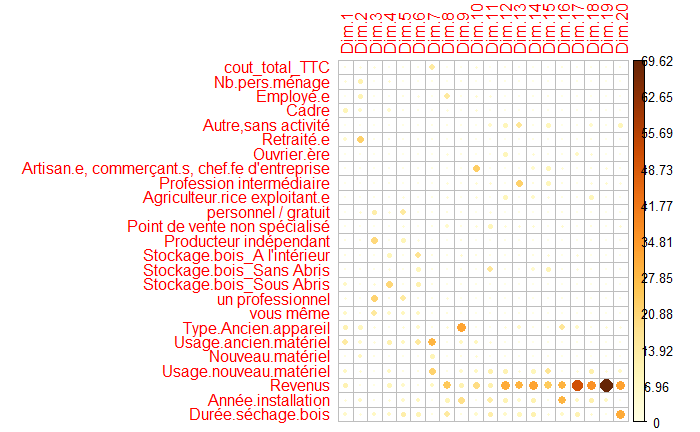 Dim.1 Dim.2 Dim.3 Dim.4 Dim.5 Dim.6 Dim.7 Dim.8 Dim.9 Dim.10 Dim.11 Dim.12 Dim.13 Dim.14 Dim.15 Dim.16 Dim.17 Dim.18 Dim.19 Dim.20
cout_total_TTC
Nb.pers.ménage
Employé.e
Cadre
Autre,sans activité
Retraité.e
Ouvrier.ère
Artisan.e, commerçant.s, chef.fe d'entreprise
Profession intermédiaire
Agriculteur.rice exploitant.e
personnel / gratuit
Point de vente non spécialisé
Producteur indépendant
Stockage.bois_A l'intérieur
Stockage.bois_Sans Abris
Stockage.bois_Sous Abris
un professionnel
vous même
Type.Ancien.appareil
Usage.ancien.matériel
Nouveau.matériel
Usage.nouveau.matériel
Revenus
Année.installation
Durée.séchage.bois
69.62
62.65
55.69
48.73
41.77
34.81
27.85
20.88
13.92
6.96
0